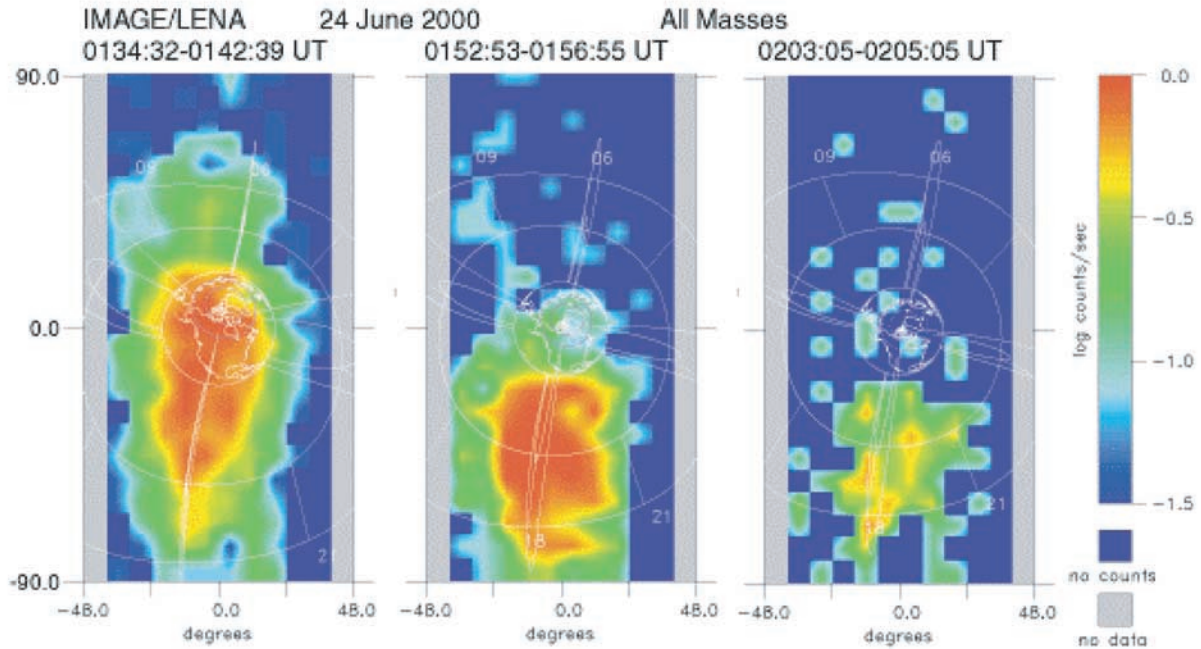 IMAGE/LENA 24 June 2000 All Masses
0134:32-0142:39 UT 0152:53-0156:55 UT 0203:05-0205:05 UT
90.0 0.0
09 06 09 06 09 06
-0.5
log counts/sec
0.0
-1.0
21 21 21
18 18
-1.5
-90.0
no counts
-48.0 0.0 48.0 -48.0 0.0 48.0 -48.0 0.0 48.0
degrees degrees degrees
no data